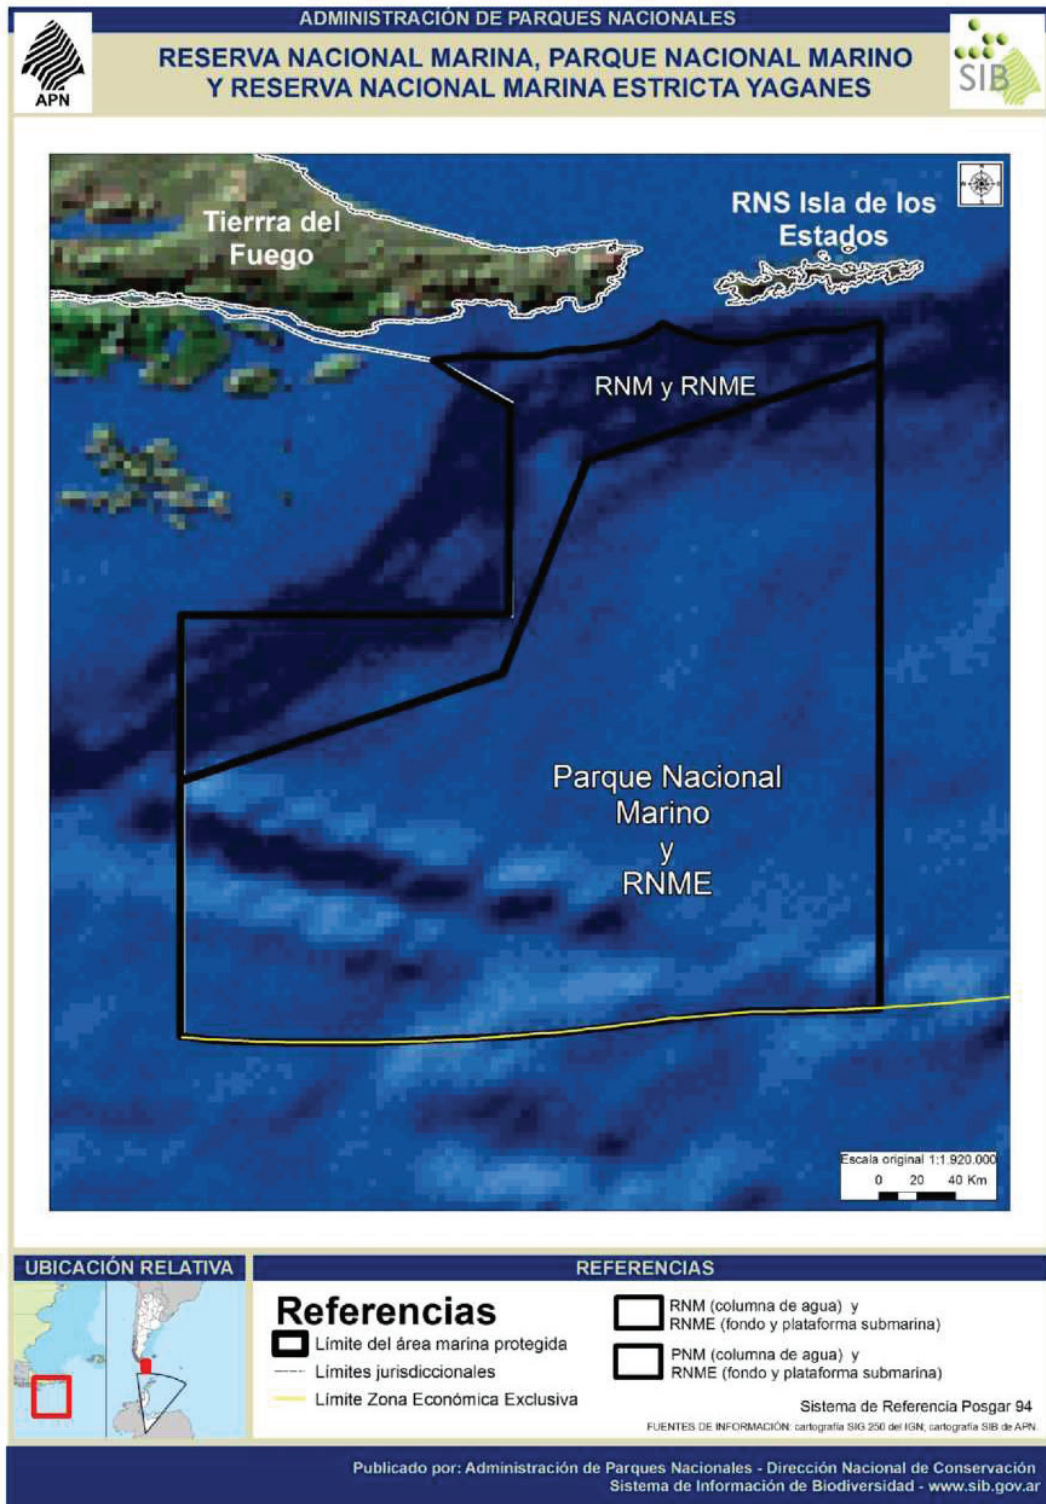 ADMINISTRACIÓN DE PARQUES NACIONALES
APN
RESERVA NACIONAL MARINA, PARQUE NACIONAL MARINO
Y RESERVA NACIONAL MARINA ESTRICTA YAGANES
SIB
Tierrra del
Fuego
RNS Isla de los
Estados
RNM y RNME
Parque Nacional
Marino
y
RNME
Escala original 1:1.920.000
0 20 40 Km
UBICACIÓN RELATIVA
REFERENCIAS
Referencias
Límite del área marina protegida
Límites jurisdiccionales
Límite Zona Económica Exclusiva
RNM (columna de agua) y
RNME (fondo y plataforma submarina)
PNM (columna de agua) y
RNME (fondo y plataforma submarina)
Sistema de Referencia Posgar 94
FUENTES DE INFORMACIÓN: cartografía SIG 250 del IGN; cartografía SIB de APN.
Publicado por: Administración de Parques Nacionales - Dirección Nacional de Conservación
Sistema de Información de Biodiversidad - www.sib.gov.ar